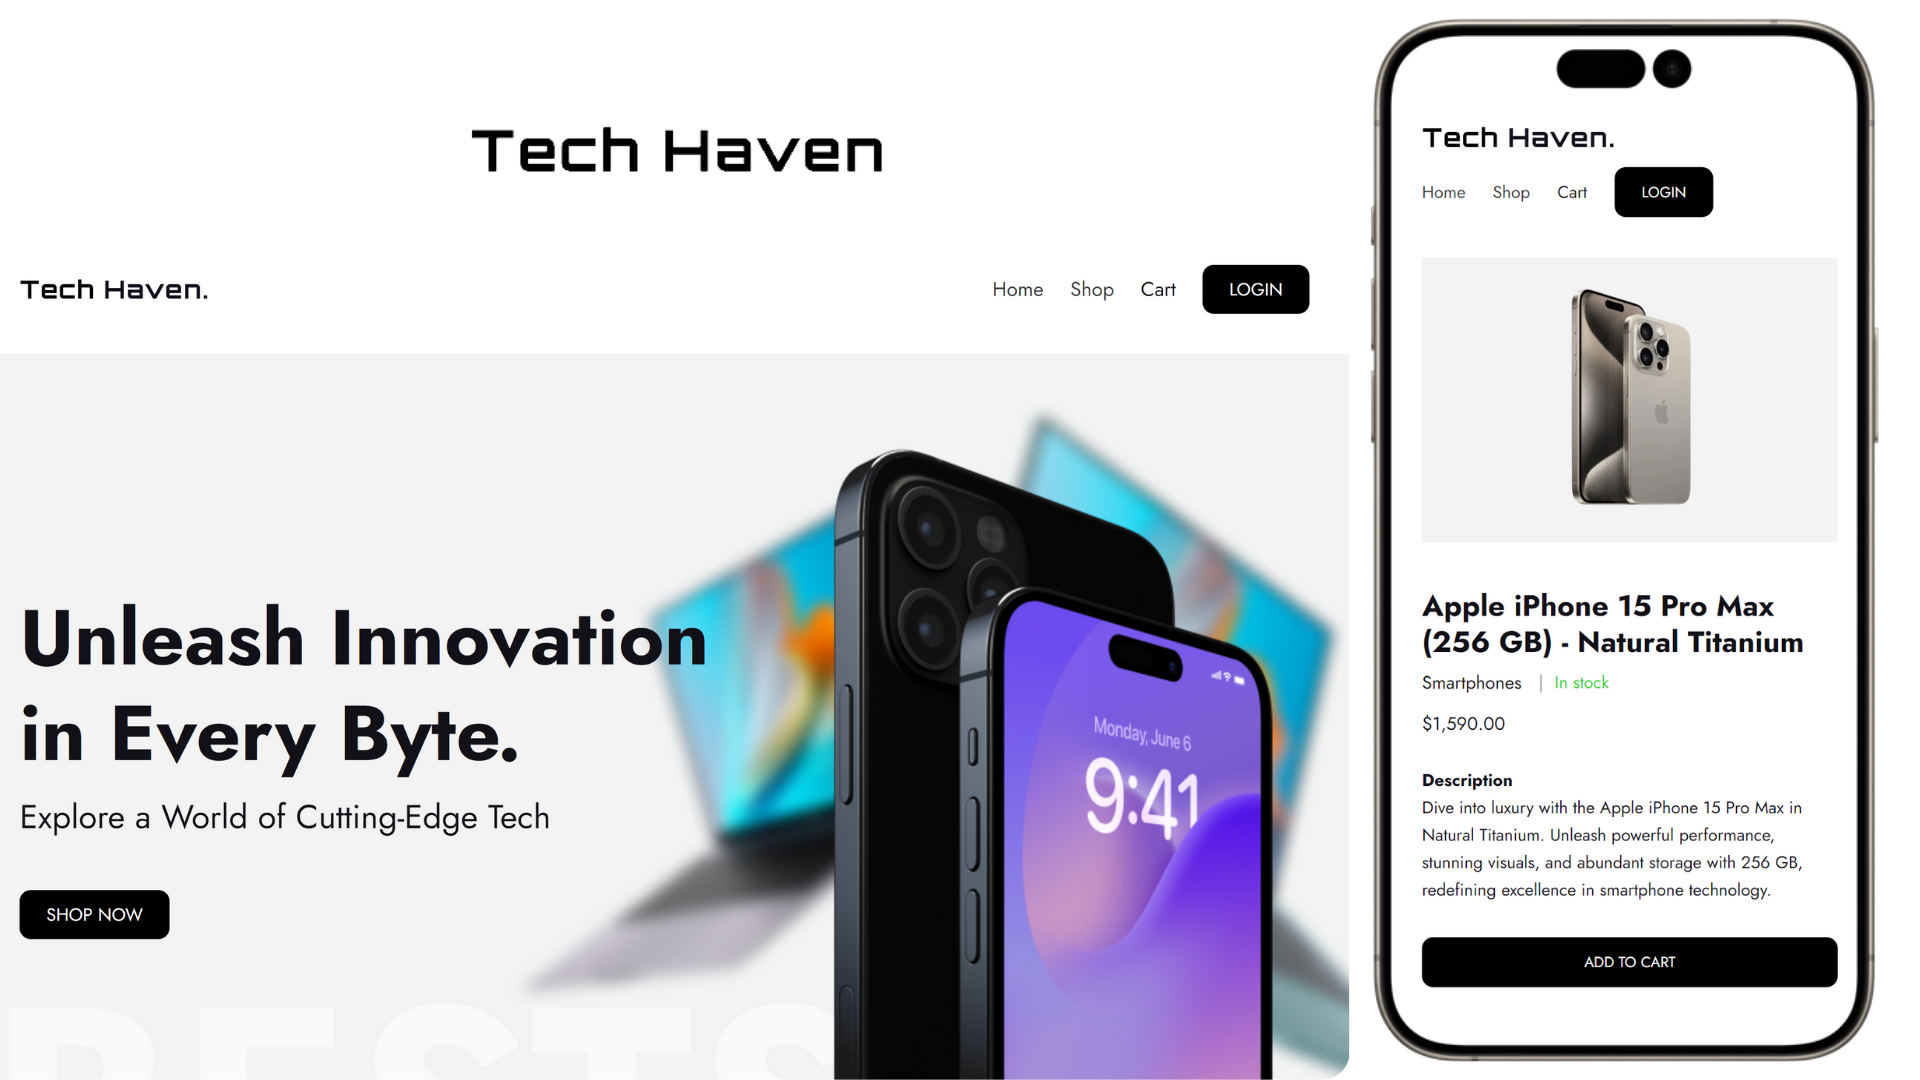 Tech Haven
Tech Haven.
Home Shop Cart LOGIN
Unleash Innovation
in Every Byte.
Explore a World of Cutting-Edge Tech
SHOP NOW
Monday, June 6
9:41
Tech Haven.
Home Shop Cart LOGIN
Apple iPhone 15 Pro Max
(256 GB) - Natural Titanium
Smartphones | In stock
$1,590.00
Description
Dive into luxury with the Apple iPhone 15 Pro Max in
Natural Titanium. Unleash powerful performance,
stunning visuals, and abundant storage with 256 GB,
redefining excellence in smartphone technology.
ADD TO CART